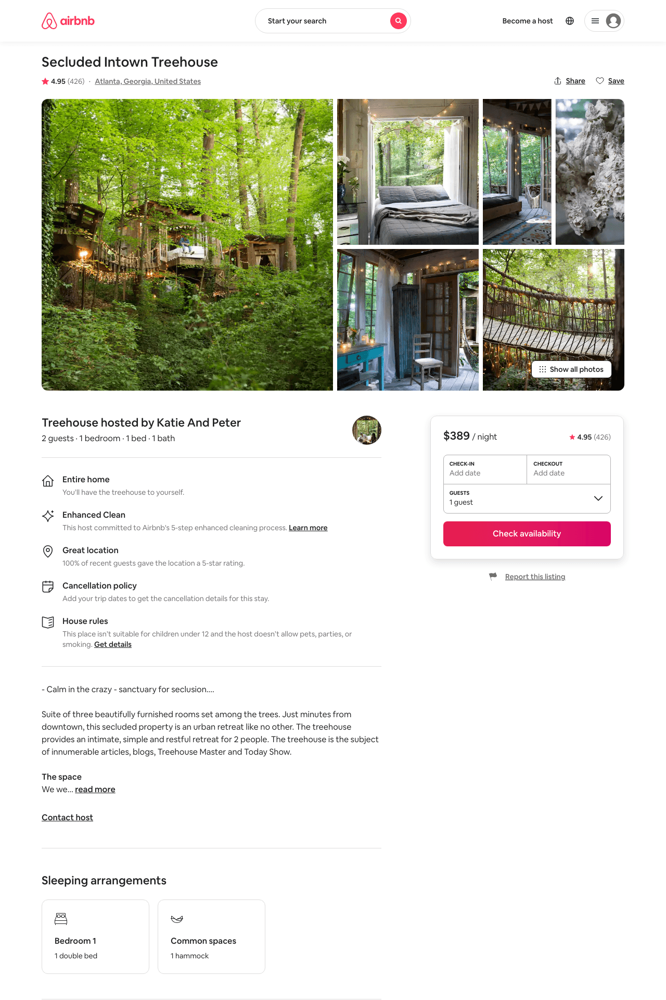 airbnb
Start your search
Become a host
Secluded Intown Treehouse
4.95 (426) · Atlanta, Georgia, United States
Share
Save
Show all photos
Treehouse hosted by Katie And Peter
2 guests · 1 bedroom · 1 bed · 1 bath
Entire home
You'll have the treehouse to yourself.
Enhanced Clean
This host committed to Airbnb's 5-step enhanced cleaning process. Learn more
Great location
100% of recent guests gave the location a 5-star rating.
Cancellation policy
Add your trip dates to get the cancellation details for this stay.
House rules
This place isn't suitable for children under 12 and the host doesn't allow pets, parties, or
smoking. Get details
- Calm in the crazy - sanctuary for seclusion....
Suite of three beautifully furnished rooms set among the trees. Just minutes from
downtown, this secluded property is an urban retreat like no other. The treehouse
provides an intimate, simple and restful retreat for 2 people. The treehouse is the subject
of innumerable articles, blogs, Treehouse Master and Today Show.
The space
We we... read more
Contact host
Sleeping arrangements
Bedroom 1
1 double bed
Common spaces
1 hammock
$389 / night
4.95 (426)
CHECK-IN
Add date
CHECKOUT
Add date
GUESTS
1 guest
Check availability
Report this listing